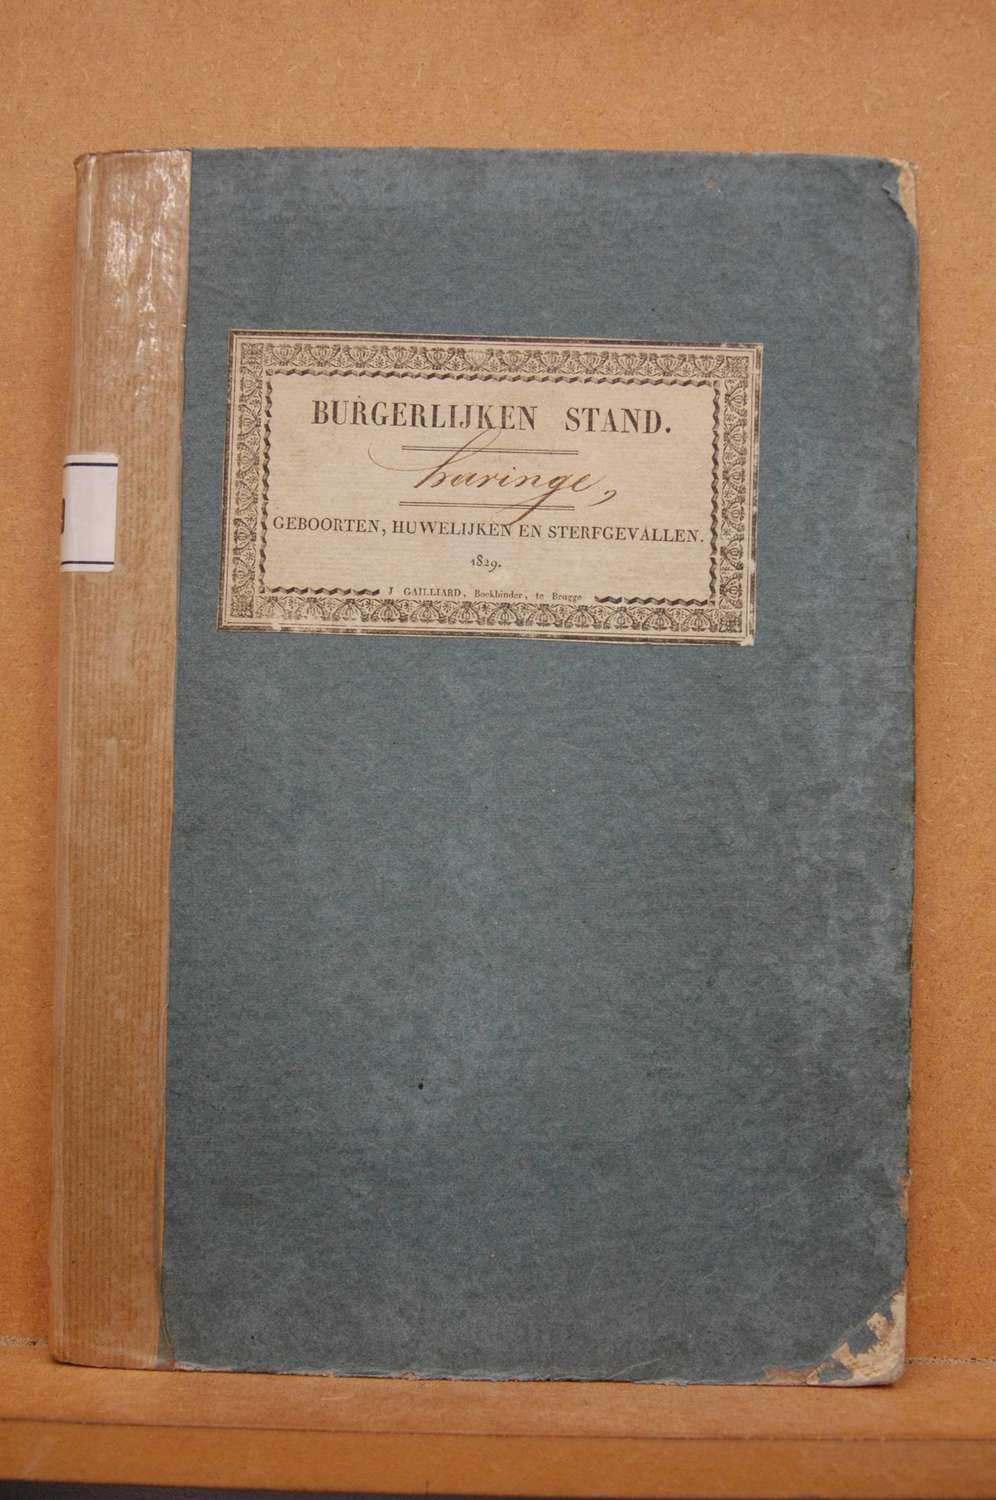 BURGERLIJKEN STAND.
haringe,
GEBOORTEN, HUWELIJKEN EN STERFGEVALLEN.
1829.
J GAILLIARD, Boekbinder, te Brugge